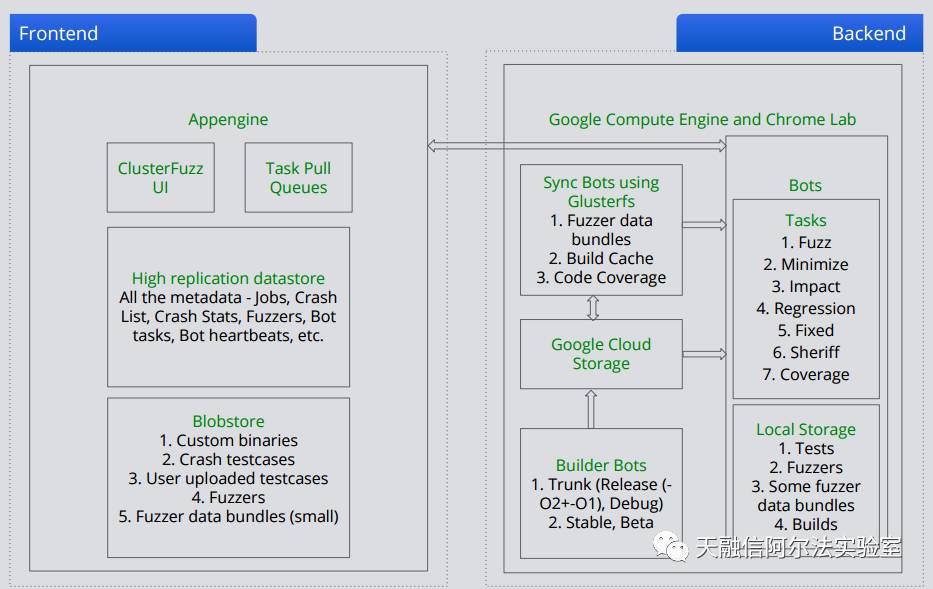 Frontend
Backend
Appengine
ClusterFuzz
UI
Task Pull
Queues
High replication datastore
All the metadata - Jobs, Crash
List, Crash Stats, Fuzzers, Bot
tasks, Bot heartbeats, etc.
Blobstore
1. Custom binaries
2. Crash testcases
3. User uploaded testcases
4. Fuzzers
5. Fuzzer data bundles (small)
Google Compute Engine and Chrome Lab
Sync Bots using
Glusterfs
1. Fuzzer data
bundles
2. Build Cache
3. Code Coverage
Google Cloud
Storage
Builder Bots
1. Trunk (Release (-
O2+-O1), Debug)
2. Stable, Beta
Bots
Tasks
1. Fuzz
2. Minimize
3. Impact
4. Regression
5. Fixed
6. Sheriff
7. Coverage
Local Storage
1. Tests
2. Fuzzers
3. Some fuzzer
data bundles
4. Builds
天融信阿尔法实验室